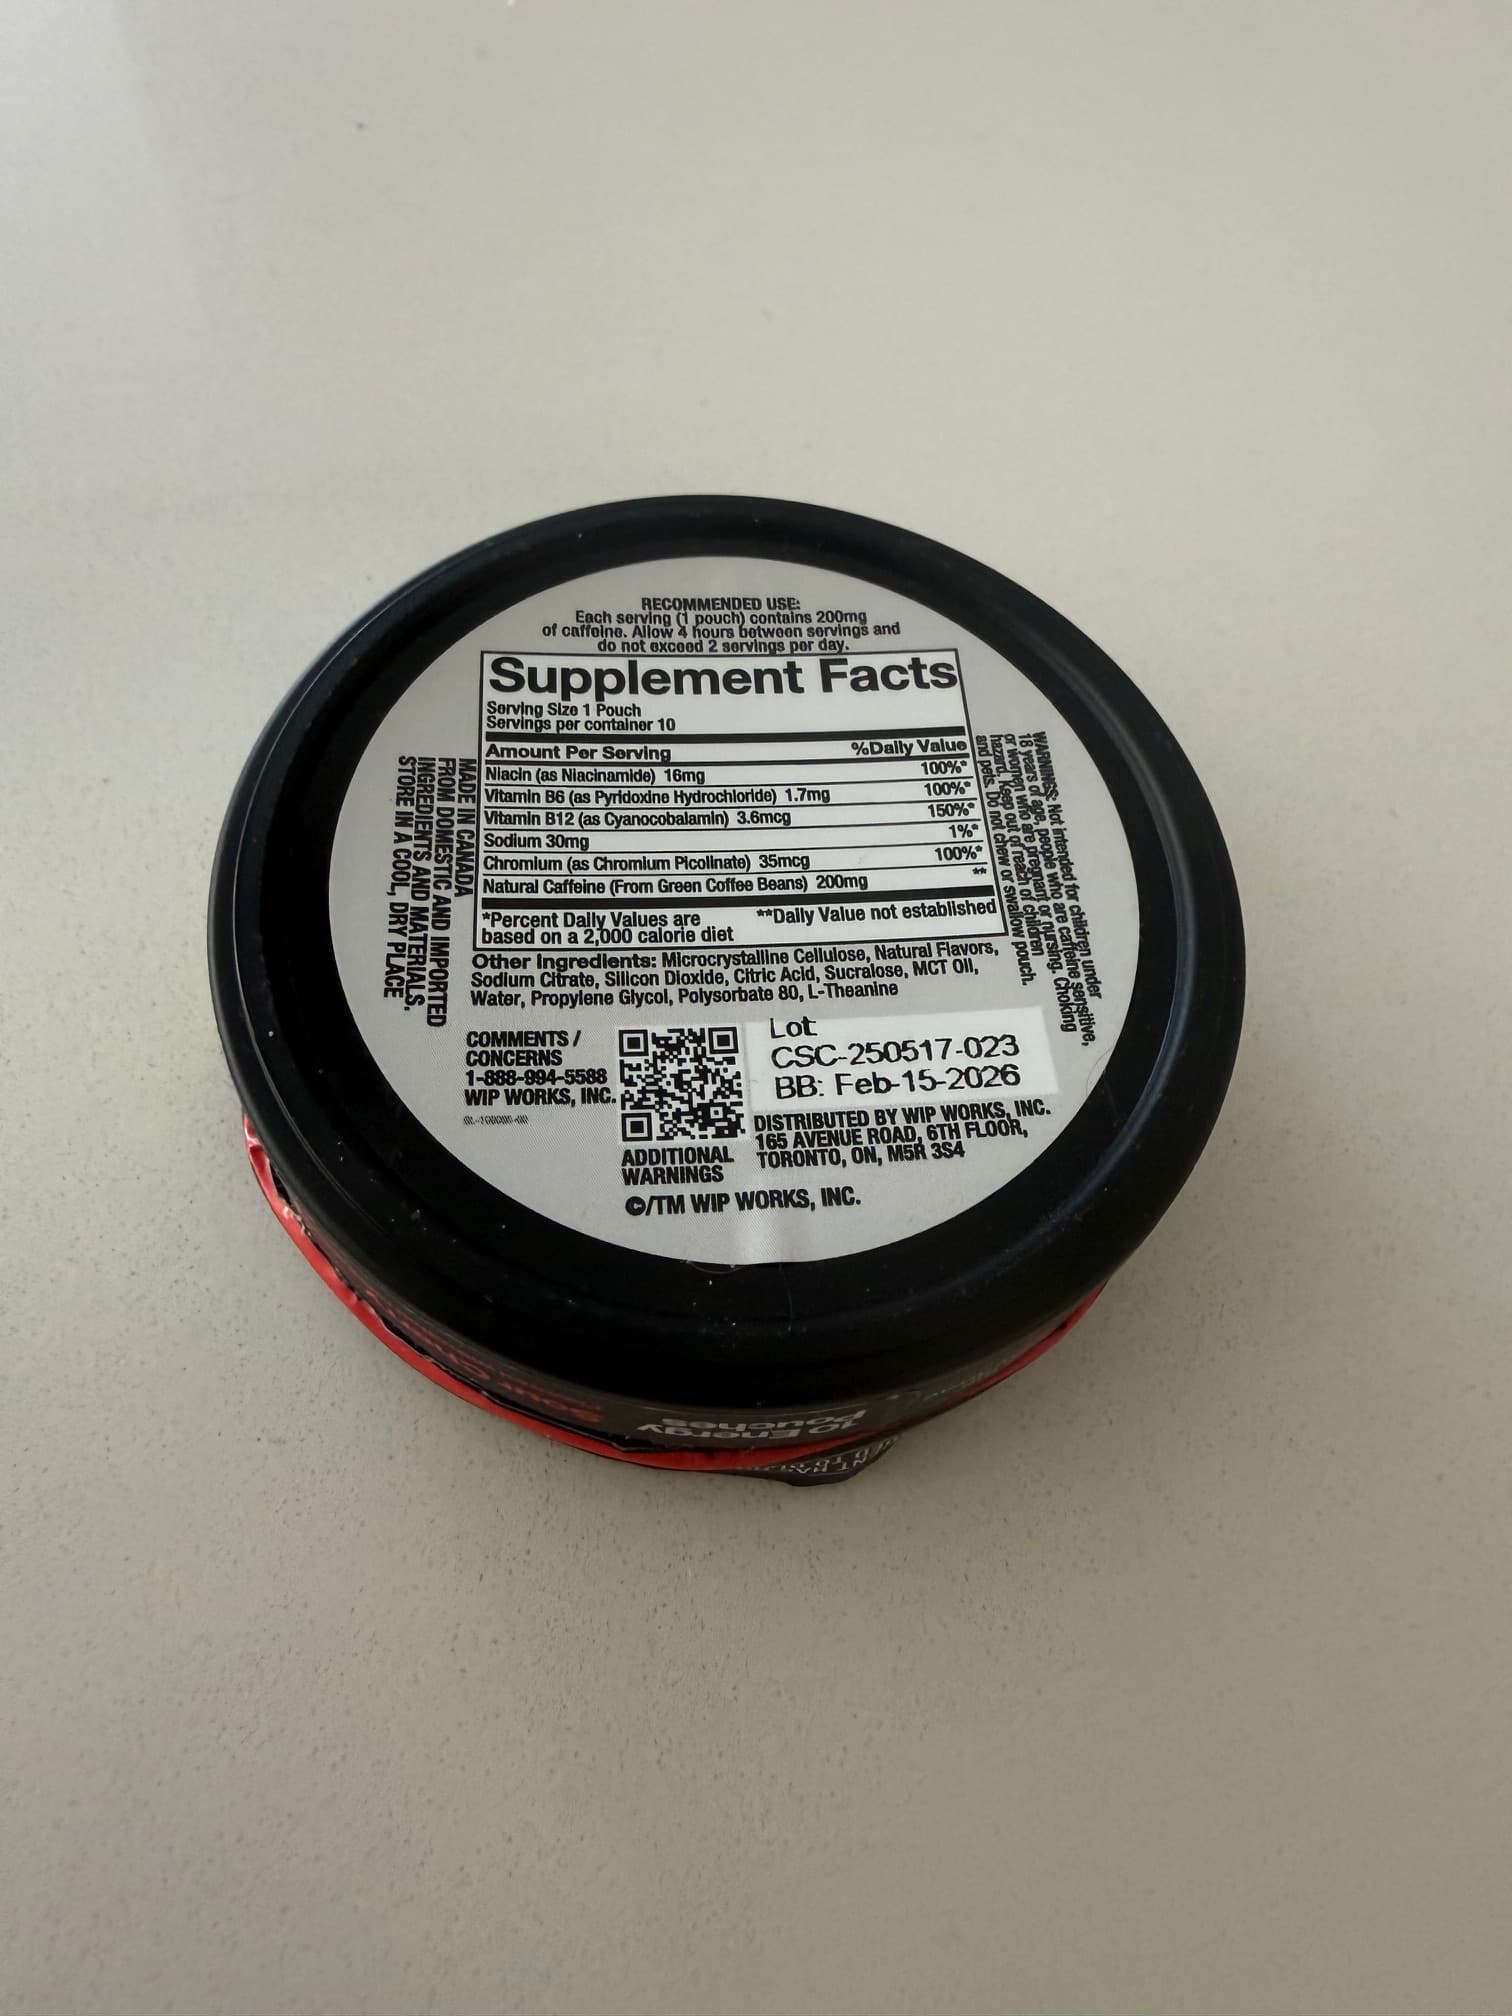 RECOMMENDED USE:
Each serving (1 pouch) contains 200mg
of caffeine. Allow 4 hours between servings and
do not exceed 2 servings per day.
Supplement Facts
Serving Size 1 Pouch
Servings per container 10
Amount Per Serving %Daily Value
Niacin (as Niacinamide) 16mg 100%*
Vitamin B6 (as Pyridoxine Hydrochloride) 1.7mg 100%*
Vitamin B12 (as Cyanocobalamin) 3.6mcg 150%*
Sodium 30mg 1%*
Chromium (as Chromium Picolinate) 35mcg 100%*
Natural Caffeine (From Green Coffee Beans) 200mg **
*Percent Daily Values are
based on a 2,000 calorie diet
**Daily Value not established
Other Ingredients: Microcrystalline Cellulose, Natural Flavors,
Sodium Citrate, Silicon Dioxide, Citric Acid, Sucralose, MCT Oil,
Water, Propylene Glycol, Polysorbate 80, L-Theanine
MADE IN CANADA
FROM DOMESTIC AND IMPORTED
INGREDIENTS AND MATERIALS.
STORE IN A COOL, DRY PLACE
WARNINGS: Not intended for children under
18 years of age, people who are caffeine sensitive,
or women who are pregnant or nursing. Choking
hazard. Keep out of reach of children
and pets. Do not chew or swallow pouch.
COMMENTS /
CONCERNS
1-888-994-5588
WIP WORKS, INC.
ADDITIONAL
WARNINGS
Lot
CSC-250517-023
BB: Feb-15-2026
DISTRIBUTED BY WIP WORKS, INC.
165 AVENUE ROAD, 6TH FLOOR,
TORONTO, ON, M5R 3S4
©/TM WIP WORKS, INC.
10 Energy
Pouches
Sour